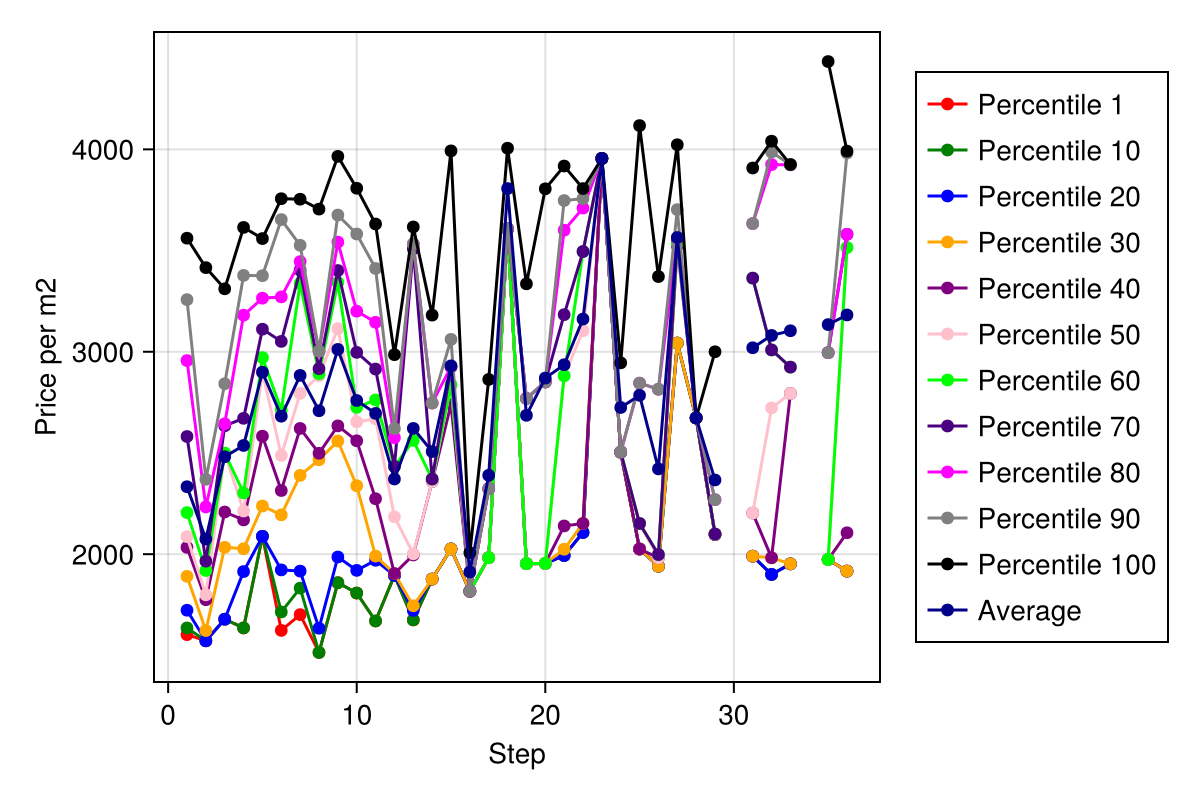 Price per m2
4000
3000
2000
0
10
20
30
Step
Percentile 1
Percentile 10
Percentile 20
Percentile 30
Percentile 40
Percentile 50
Percentile 60
Percentile 70
Percentile 80
Percentile 90
Percentile 100
Average